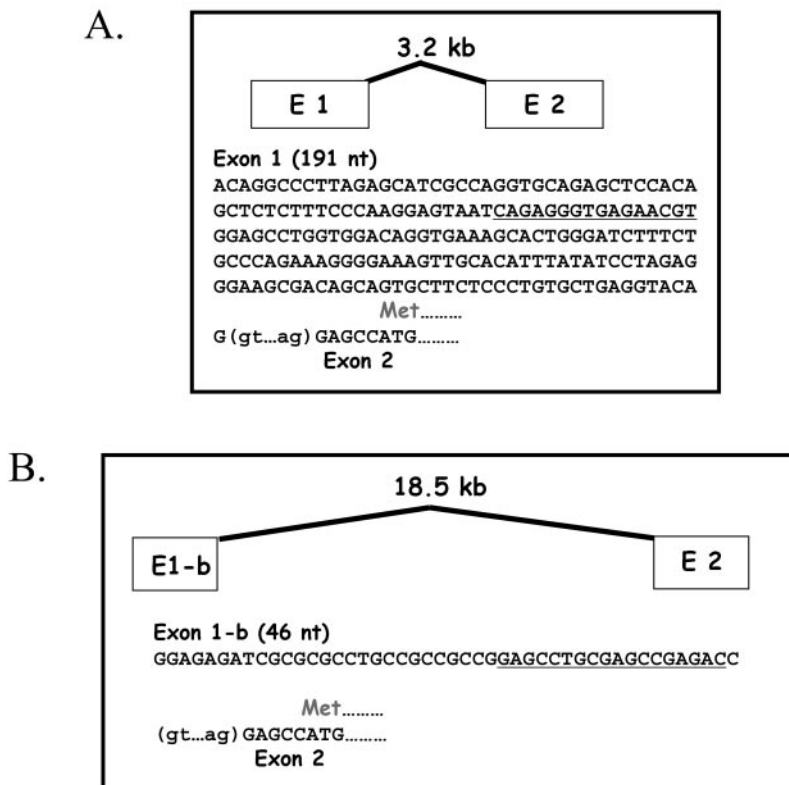 A.
3.2 kb
E 1 E 2
Exon 1 (191 nt)
ACAGGCCCTTAGAGCATCGCCAGGTGCAGAGCTCCACA
GCTCTCTTTCCCAAGGAGTAATCAGAGGGTGAGAACGT
GGAGCCTGGTGGACAGGTGAAAGCACTGGGATCTTTCT
GCCCAGAAAGGGGAAAGTTGCACATTTATATCCTAGAG
GGAAGCGACAGCAGTGCTTCTCCCTGTGCTGAGGTACA
Met.........
G(gt...ag)GAGCCATG.........
Exon 2
B.
18.5 kb
E1-b E 2
Exon 1-b (46 nt)
GGAGAGATCGCGCGCCTGCCGCCGCCGGAGCCTGCGAGCCGAGACC
Met.........
(gt...ag)GAGCCATG.........
Exon 2